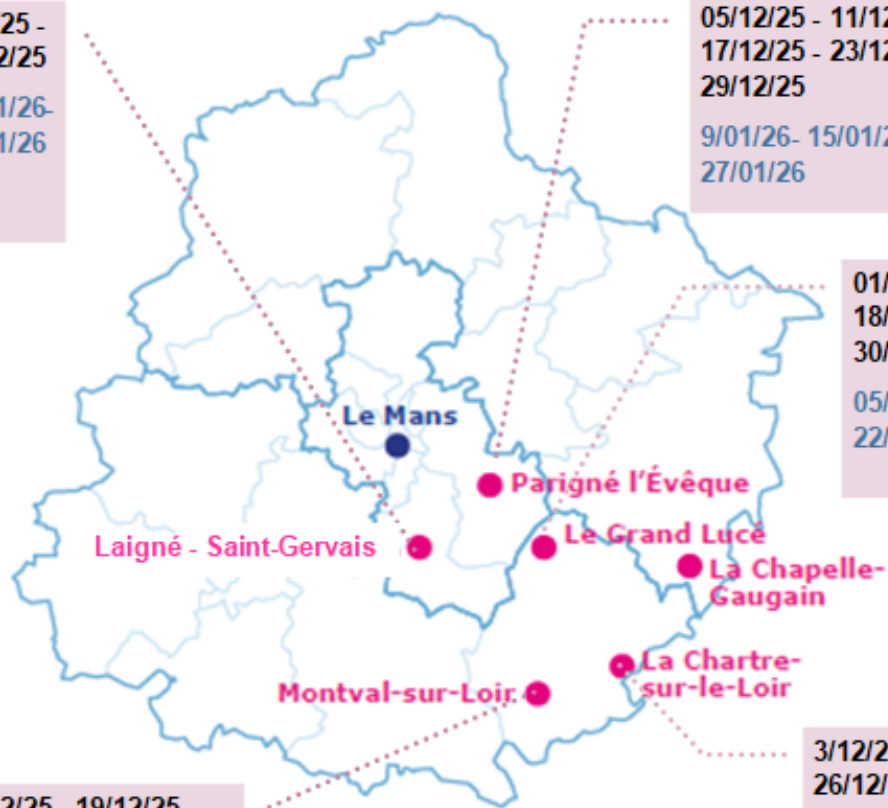 /25 -
2/25
1/26-
1/26
05/12/25 - 11/12
17/12/25 - 23/12
29/12/25
9/01/26- 15/01/2
27/01/26
01/
18/
30/
05/
22/
Le Mans
Parigné l'Évêque
Laigné - Saint-Gervais
Le Grand Lucé
La Chapelle-
Gaugain
La Chartre-
sur-le-Loir
Montval-sur-Loir
3/12/2
26/12/
2/25 - 19/12/25